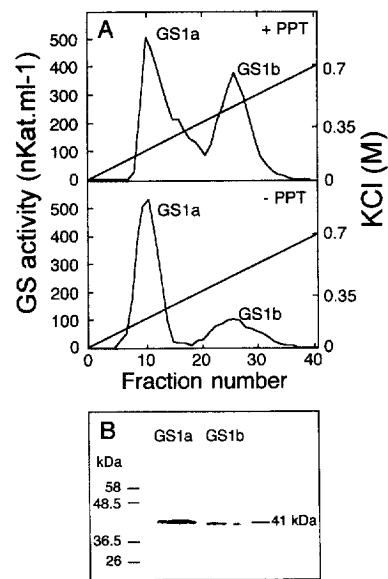 A
GS1a
+ PPT
GS1b
500
400
300
200
100
0
0.7
0.35
0
GS1a
- PPT
GS1b
500
400
300
200
100
0
0.7
0.35
0
0 10 20 30 40
Fraction number
GS activity (nKat.ml-1)
KCl (M)
B
GS1a GS1b
kDa
58
48.5
41 kDa
36.5
26